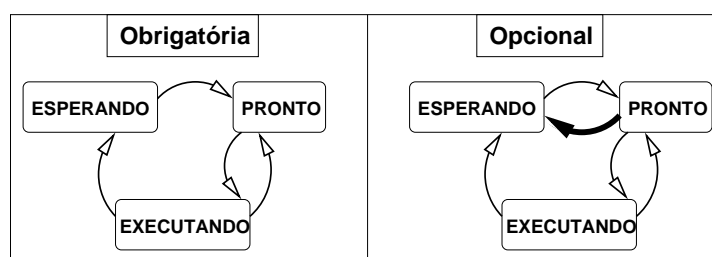 Obrigatória
ESPERANDO
PRONTO
EXECUTANDO
Opcional
ESPERANDO
PRONTO
EXECUTANDO